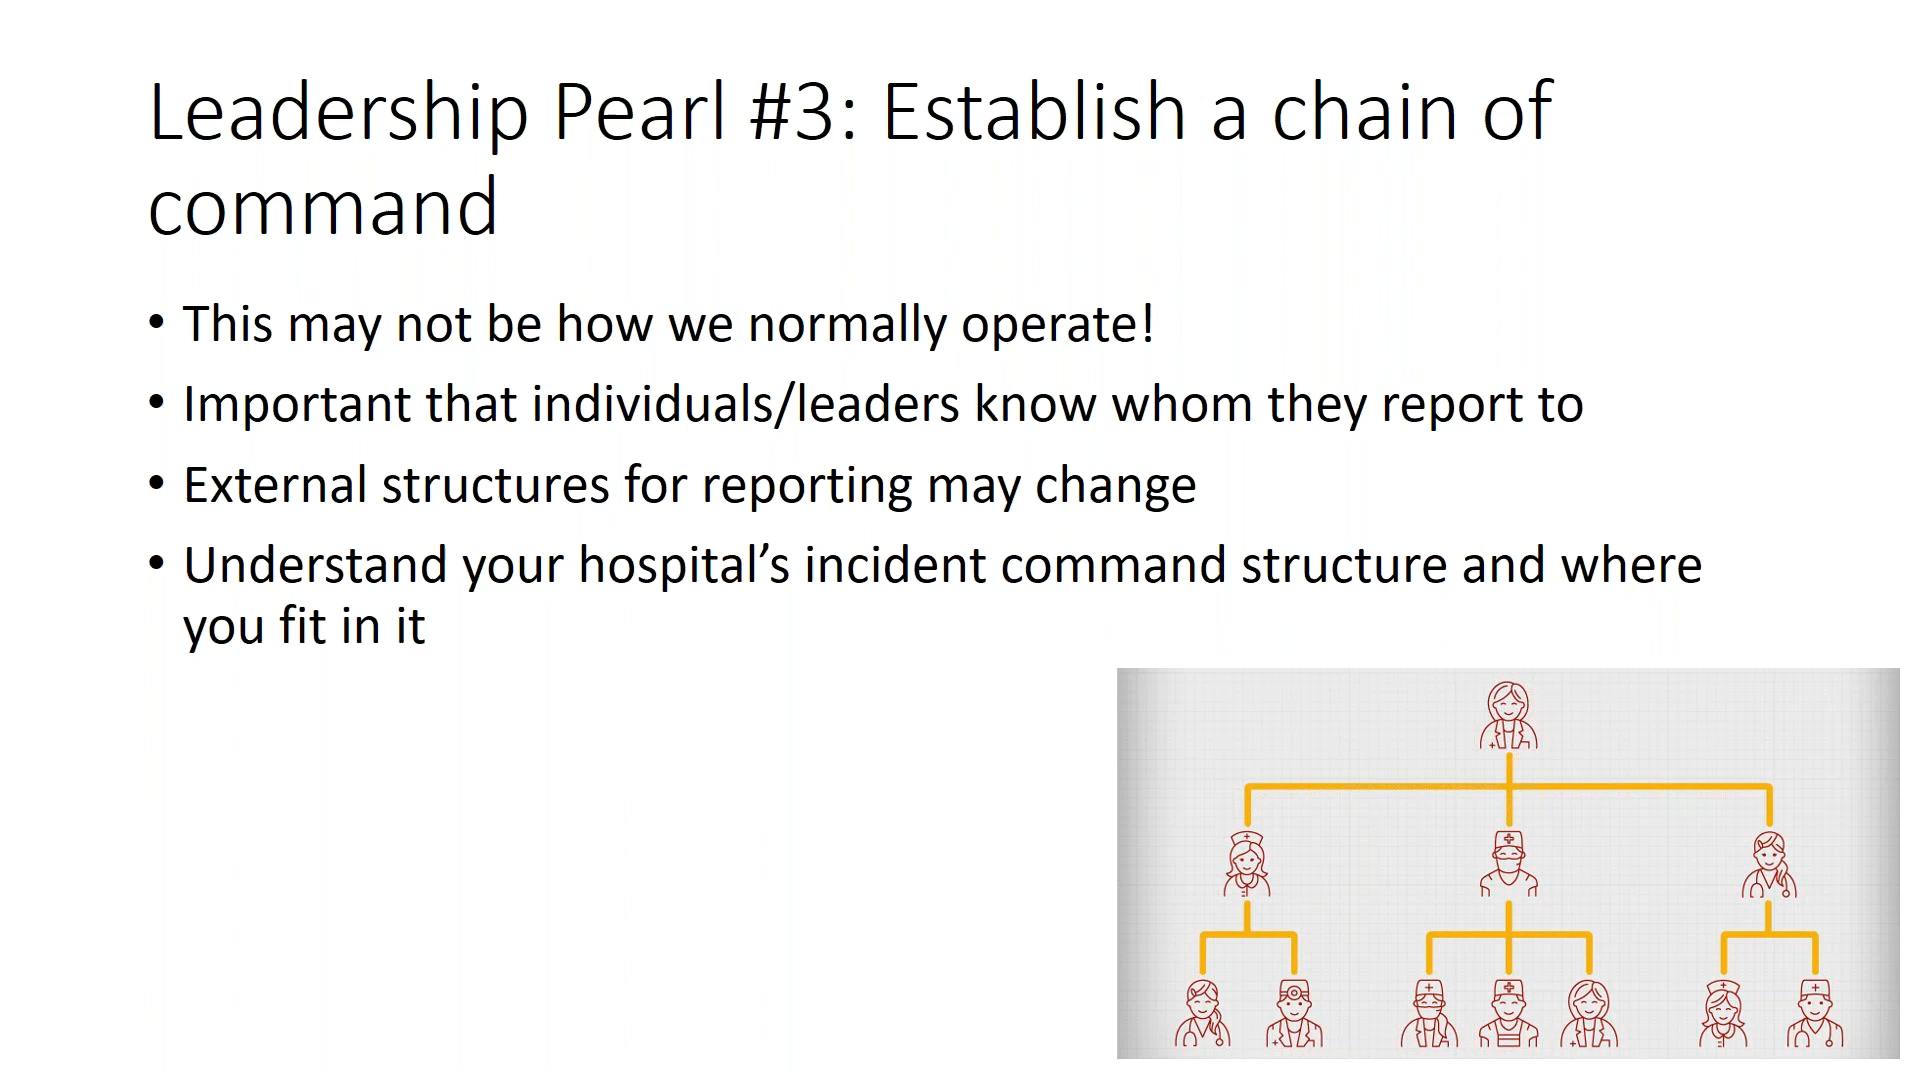 Leadership Pearl #3: Establish a chain of
command
• This may not be how we normally operate!
• Important that individuals/leaders know whom they report to
• External structures for reporting may change
• Understand your hospital’s incident command structure and where
you fit in it